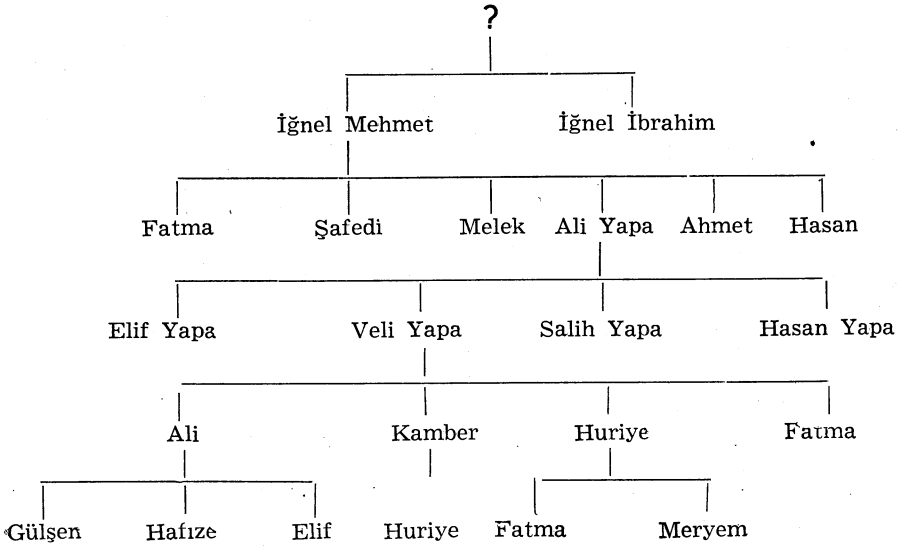 ?
İğnel Mehmet İğnel İbrahim
Fatma Şafedi Melek Ali Yapa Ahmet Hasan
Elif Yapa Veli Yapa Salih Yapa Hasan Yapa
Ali Kamber Huriye Fatma
Gülşen Hafıze Elif Huriye Fatma Meryem